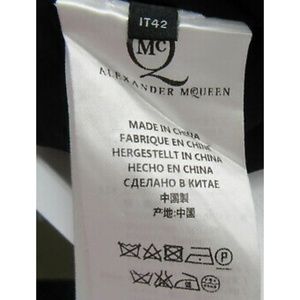 IT42
McQ
ALEXANDER McQUEEN
MADE IN CHINA
FABRIQUE EN CHINE
HERGESTELLT IN CHINA
HECHO EN CHINA
СДЕЛАНО В КИТАЕ
中国製
产地:中国
P